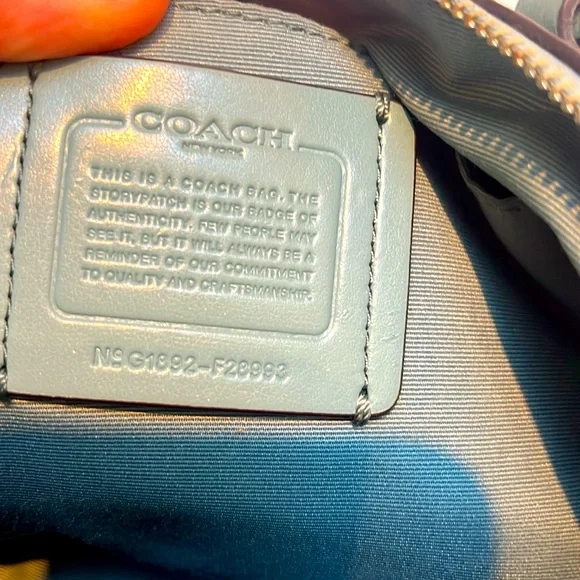 COACH
NEW YORK
THIS IS A COACH BAG. THE
STORYPATCH IS OUR BADGE OF
AUTHENTICITY. FEW PEOPLE MAY
SEE IT, BUT IT WILL ALWAYS BE A
REMINDER OF OUR COMMITMENT
TO QUALITY AND CRAFTSMANSHIP.
Nº G1892-F28993